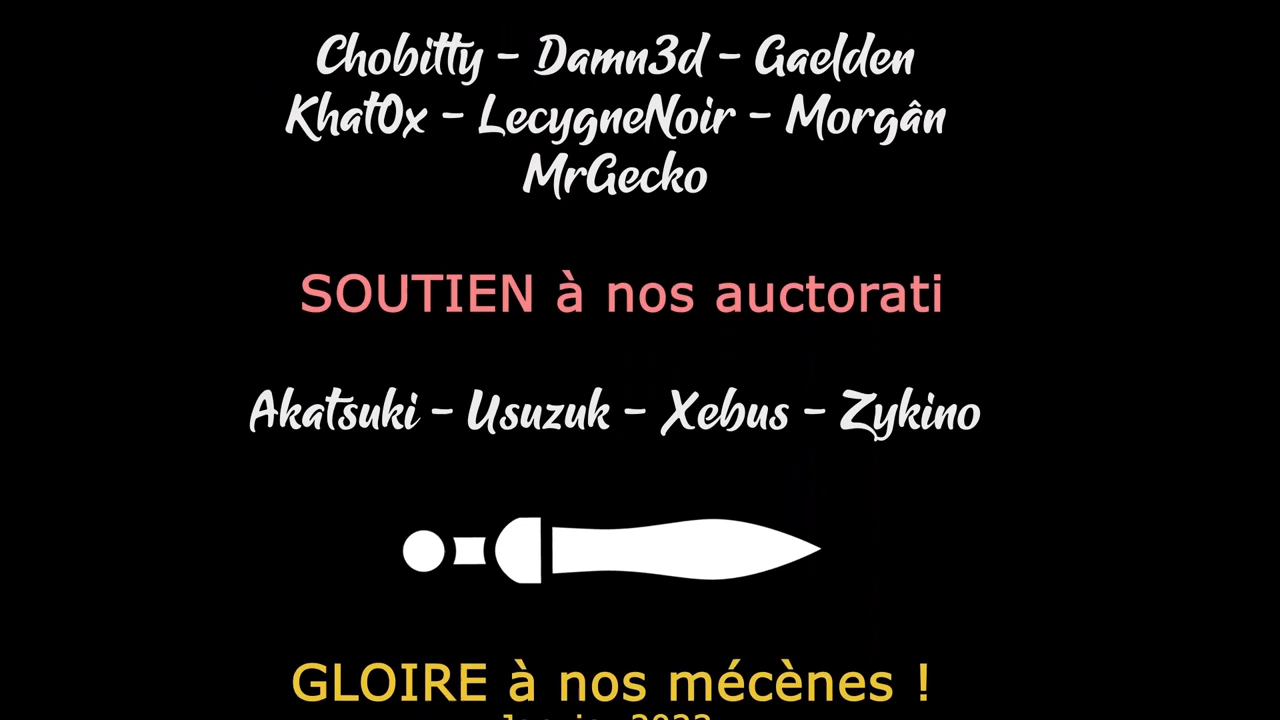 Chobitty - Damn3d - Gaelden
Khat0x - LecygneNoir - Morgân
MrGecko
SOUTIEN à nos auctorati
Akatsuki - Usuzuk - Xebus - Zykino
GLOIRE à nos mécènes !